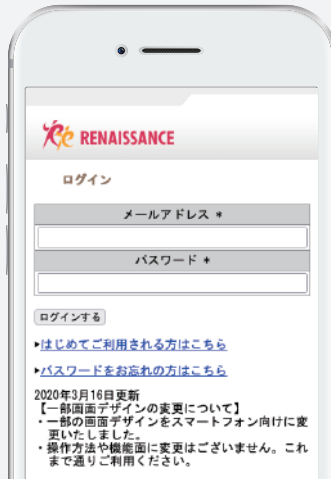 RENAISSANCE
ログイン
メールアドレス *
パスワード *
ログインする
▶はじめてご利用される方はこちら
▶パスワードをお忘れの方はこちら
2020年3月16日更新
【一部画面デザインの変更について】
・一部の画面デザインをスマートフォン向けに変
更いたしました。
・操作方法や機能面に変更はございません。これ
まで通りご利用ください。